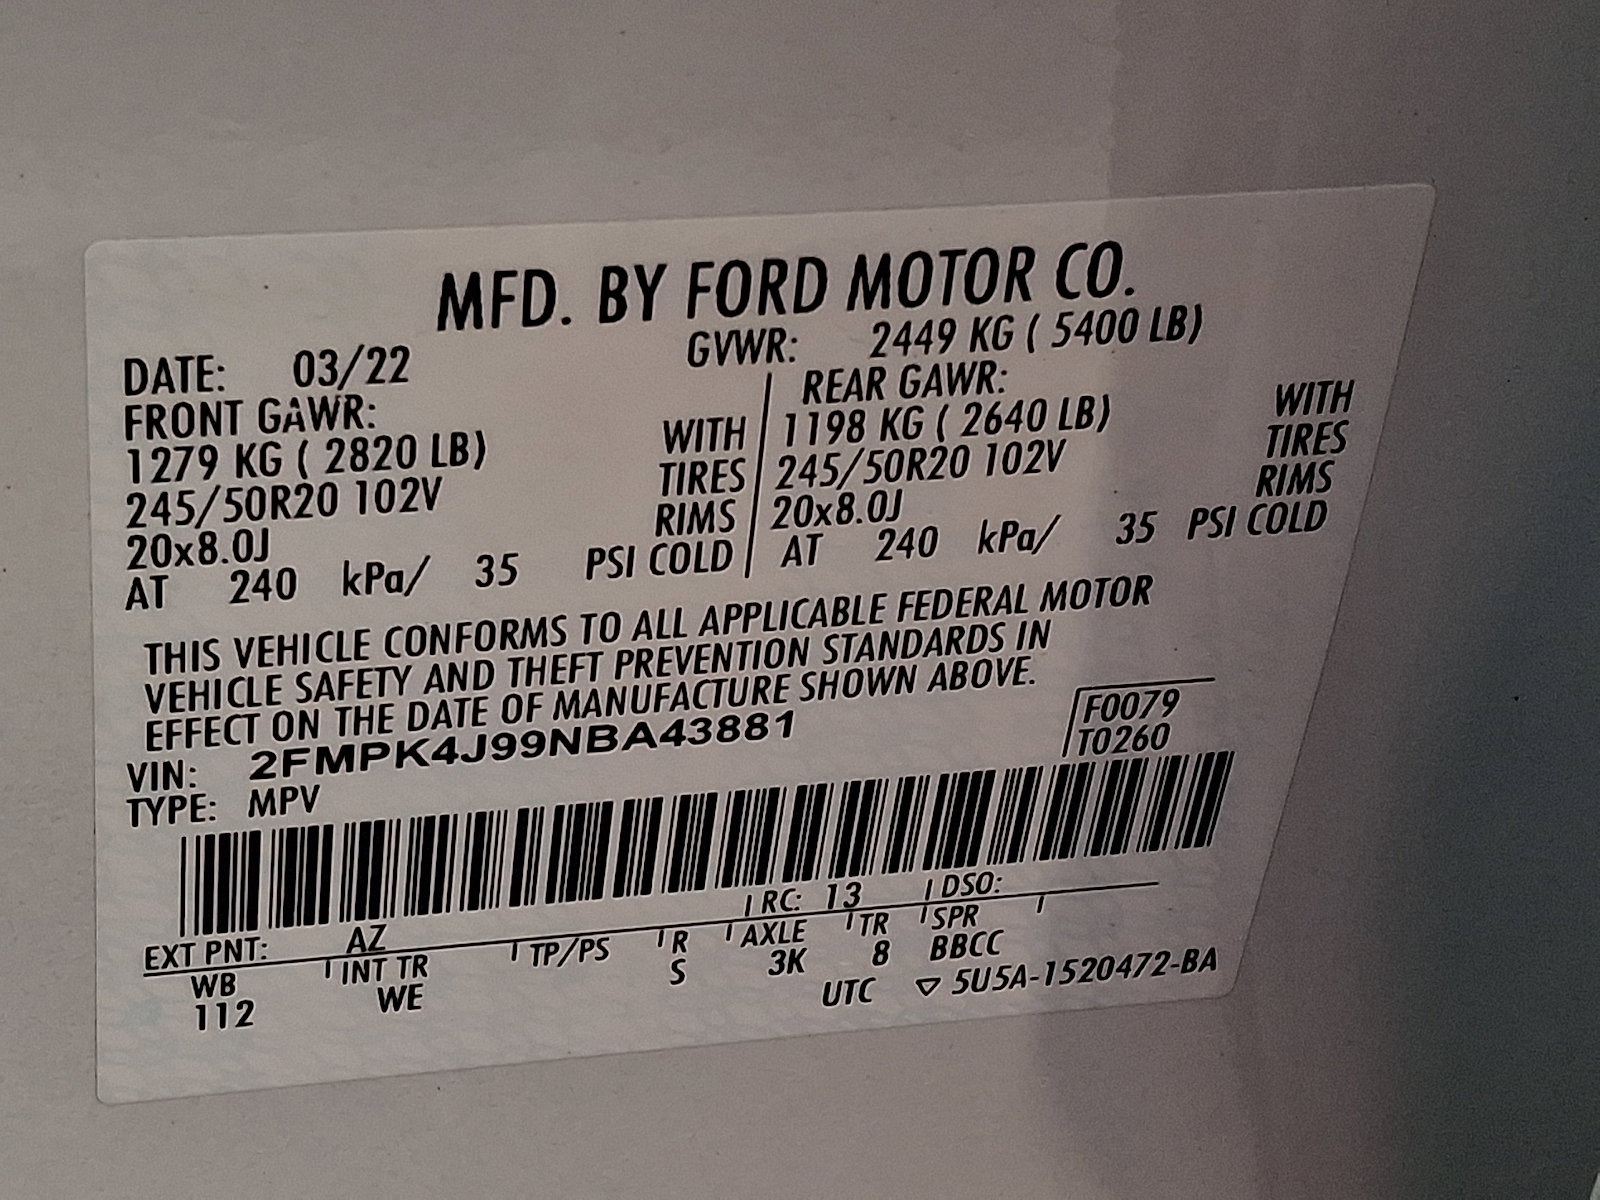 MFD. BY FORD MOTOR CO.
DATE: 03/22 GVWR: 2449 KG ( 5400 LB)
FRONT GAWR: REAR GAWR:
1279 KG ( 2820 LB) WITH 1198 KG ( 2640 LB) WITH
245/50R20 102V TIRES 245/50R20 102V TIRES
20x8.0J RIMS 20x8.0J RIMS
AT 240 kPa/ 35 PSI COLD AT 240 kPa/ 35 PSI COLD
THIS VEHICLE CONFORMS TO ALL APPLICABLE FEDERAL MOTOR
VEHICLE SAFETY AND THEFT PREVENTION STANDARDS IN
EFFECT ON THE DATE OF MANUFACTURE SHOWN ABOVE.
VIN: 2FMPK4J99NBA43881 F0079
TYPE: MPV T0260
EXT PNT: AZ RC: 13 DSO:
WB INT TR TP/PS R AXLE TR SPR
112 WE S 3K 8 BBCC
UTC ▽ 5U5A-1520472-BA